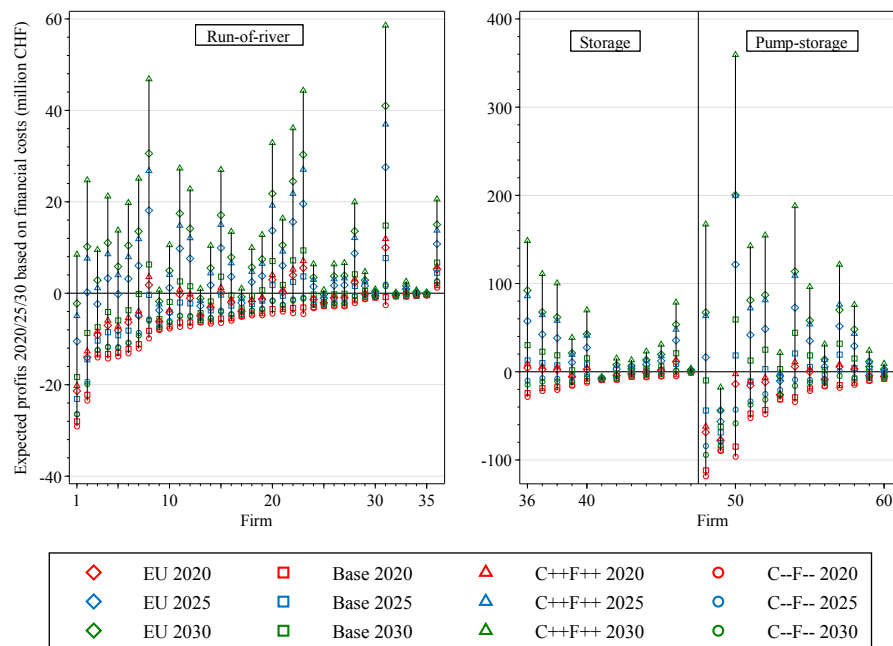 Expected profits 2020/25/30 based on financial costs (million CHF)
60
40
20
0
-20
-40
Run-of-river
1
10
20
30
35
Firm
400
300
200
100
0
-100
Storage
Pump-storage
36
40
50
60
Firm
EU 2020
Base 2020
C++F++ 2020
C--F-- 2020
EU 2025
Base 2025
C++F++ 2025
C--F-- 2025
EU 2030
Base 2030
C++F++ 2030
C--F-- 2030